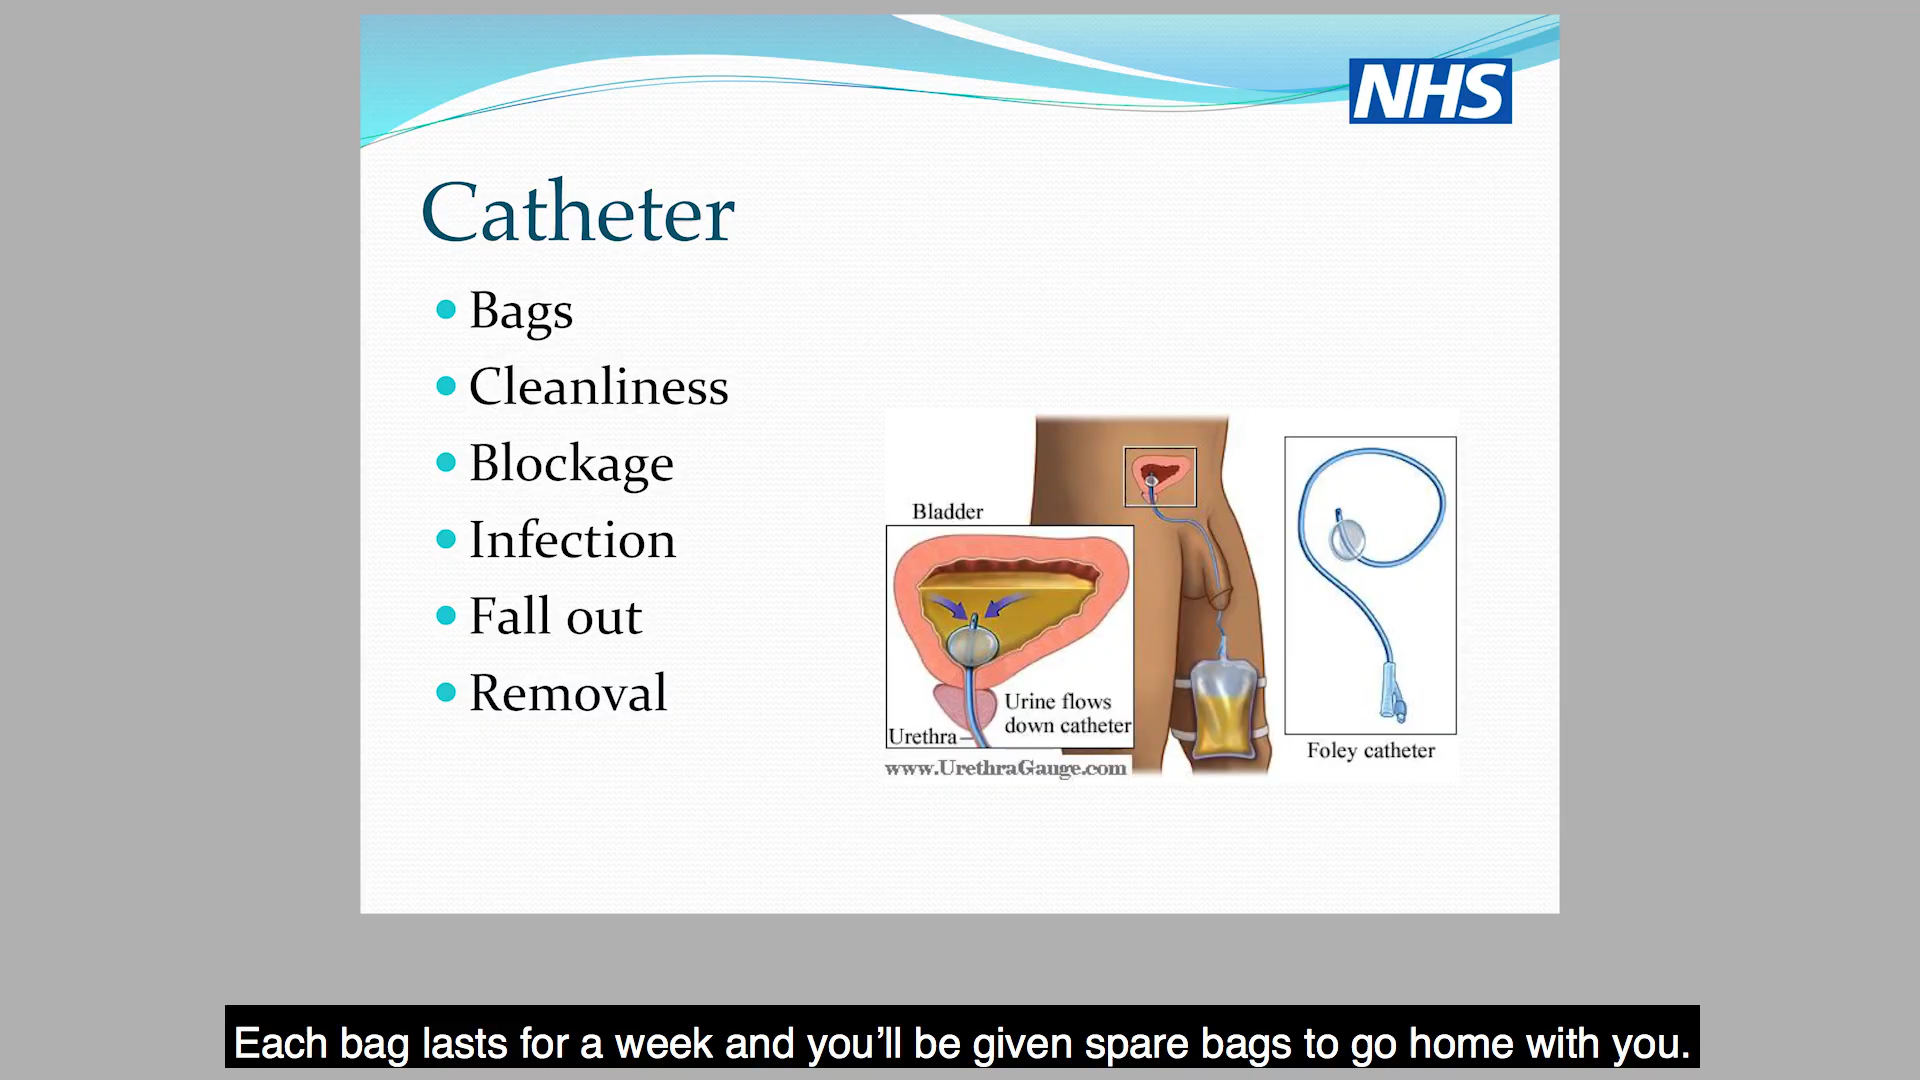 NHS
Catheter
Bags
Cleanliness
Blockage
Infection
Fall out
Removal
Bladder
Urine flows
down catheter
Urethra
www.UrethraGauge.com
Foley catheter
Each bag lasts for a week and you’ll be given spare bags to go home with you.